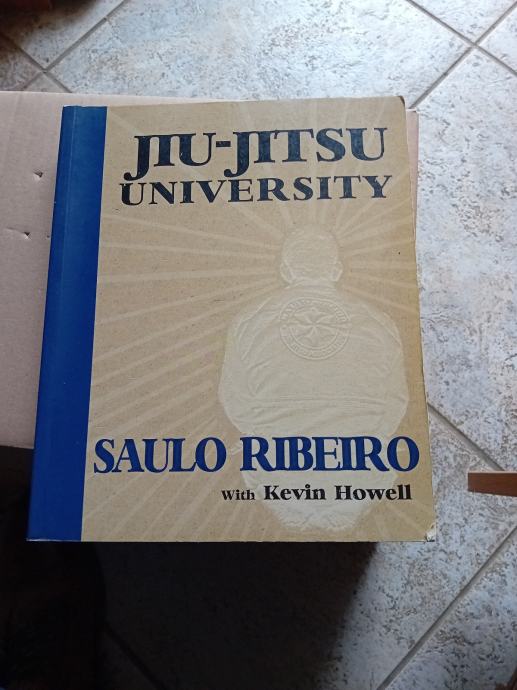 JIU-JITSU
UNIVERSITY
SAULO RIBEIRO
With Kevin Howell